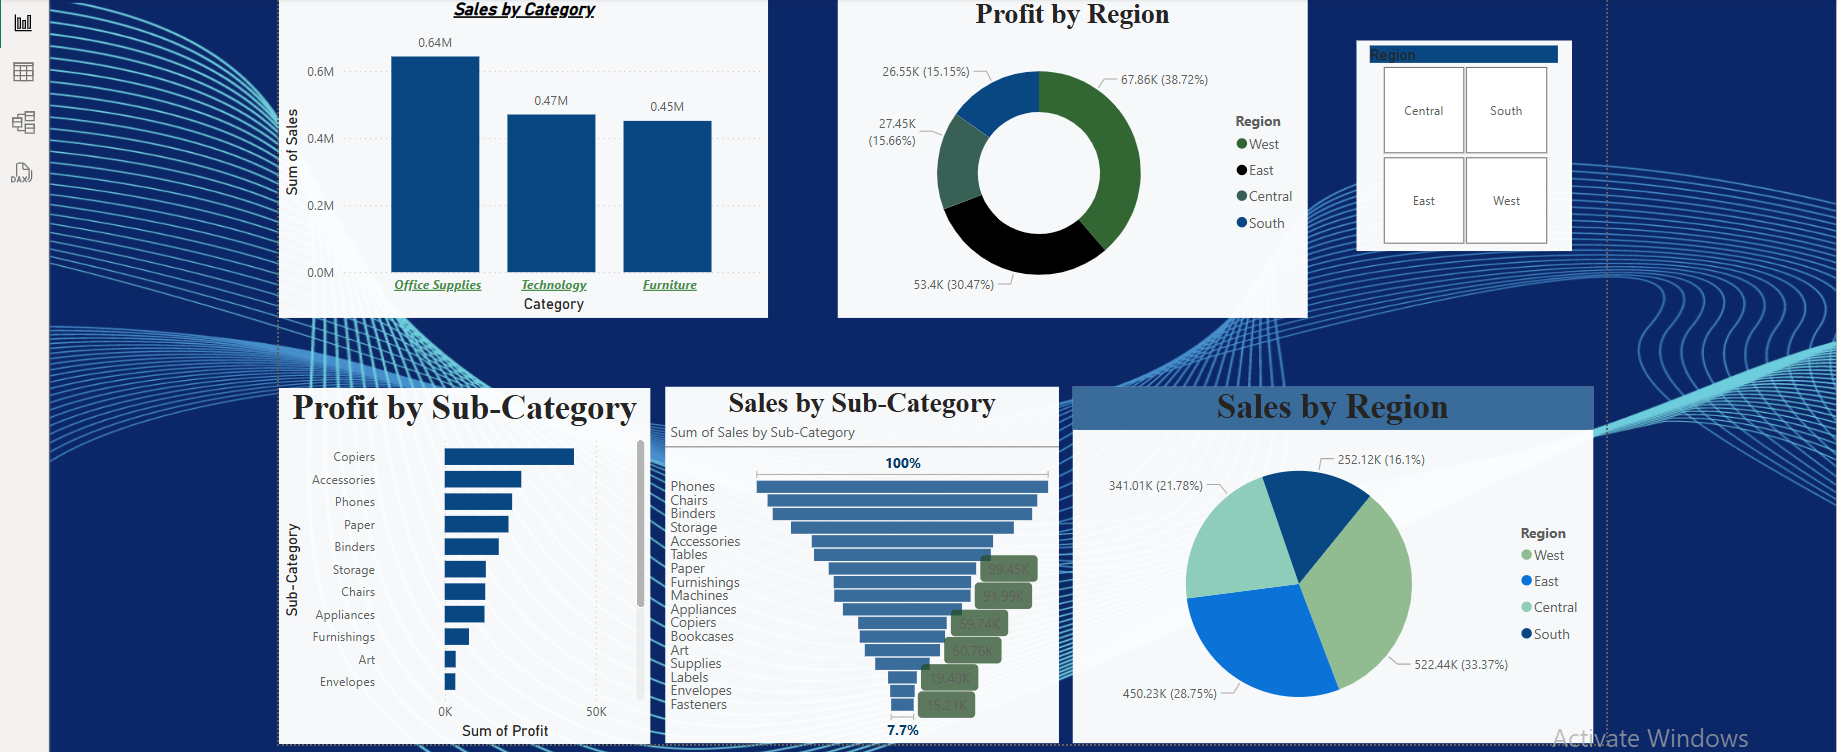 Sales by Category
0.64M
0.47M
0.45M
0.6M
0.4M
0.2M
0.0M
Sum of Sales
Office Supplies
Technology
Furniture
Category
Profit by Region
26.55K (15.15%)
67.86K (38.72%)
27.45K
(15.66%)
53.4K (30.47%)
Region
West
East
Central
South
Region
Central
South
East
West
DAX
Profit by Sub-Category
Sub-Category
Copiers
Accessories
Phones
Paper
Binders
Storage
Chairs
Appliances
Furnishings
Art
Envelopes
0K
50K
Sum of Profit
Sales by Sub-Category
Sum of Sales by Sub-Category
100%
Phones
Chairs
Binders
Storage
Accessories
Tables
Paper
99.45K
Furnishings
Machines
91.99K
Appliances
Copiers
59.74K
Bookcases
Art
50.76K
Supplies
Labels
19.40K
Envelopes
Fasteners
15.21K
7.7%
Sales by Region
252.12K (16.1%)
341.01K (21.78%)
522.44K (33.37%)
450.23K (28.75%)
Region
West
East
Central
South
Activate Windows